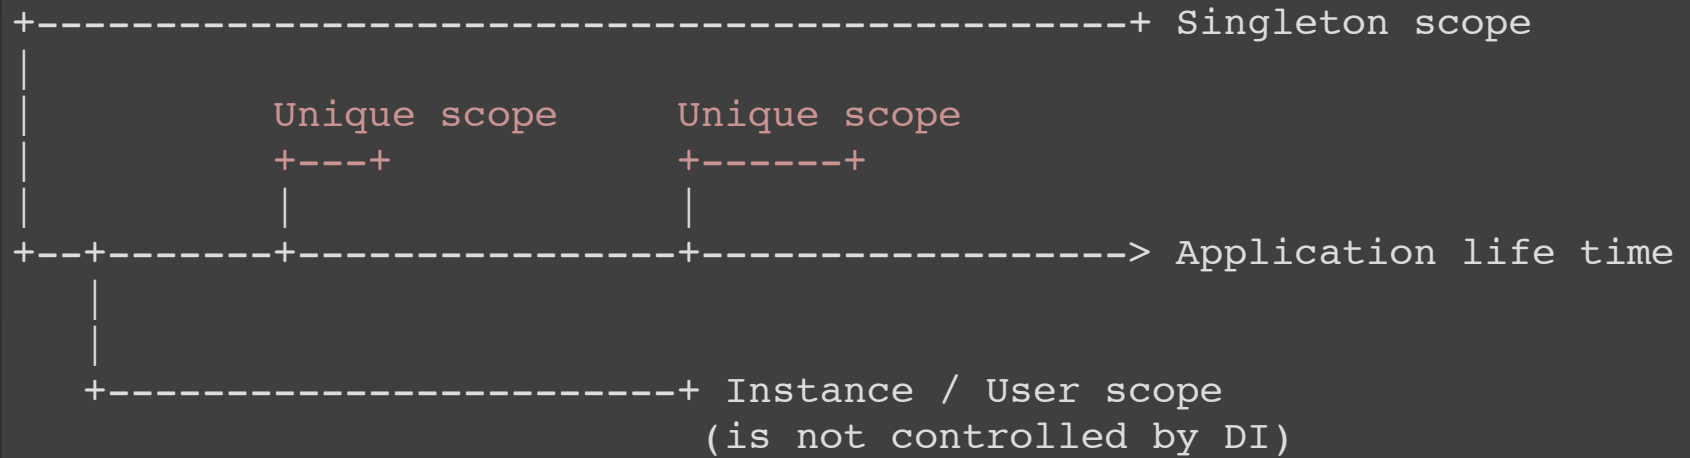 +----------------------------------------------+ Singleton scope
|
|          Unique scope     Unique scope
|          +---+            +------+
|          |                |
+--+-------+----------------+------------------> Application life time
   |
   |
   +------------------------+ Instance / User scope
                             (is not controlled by DI)